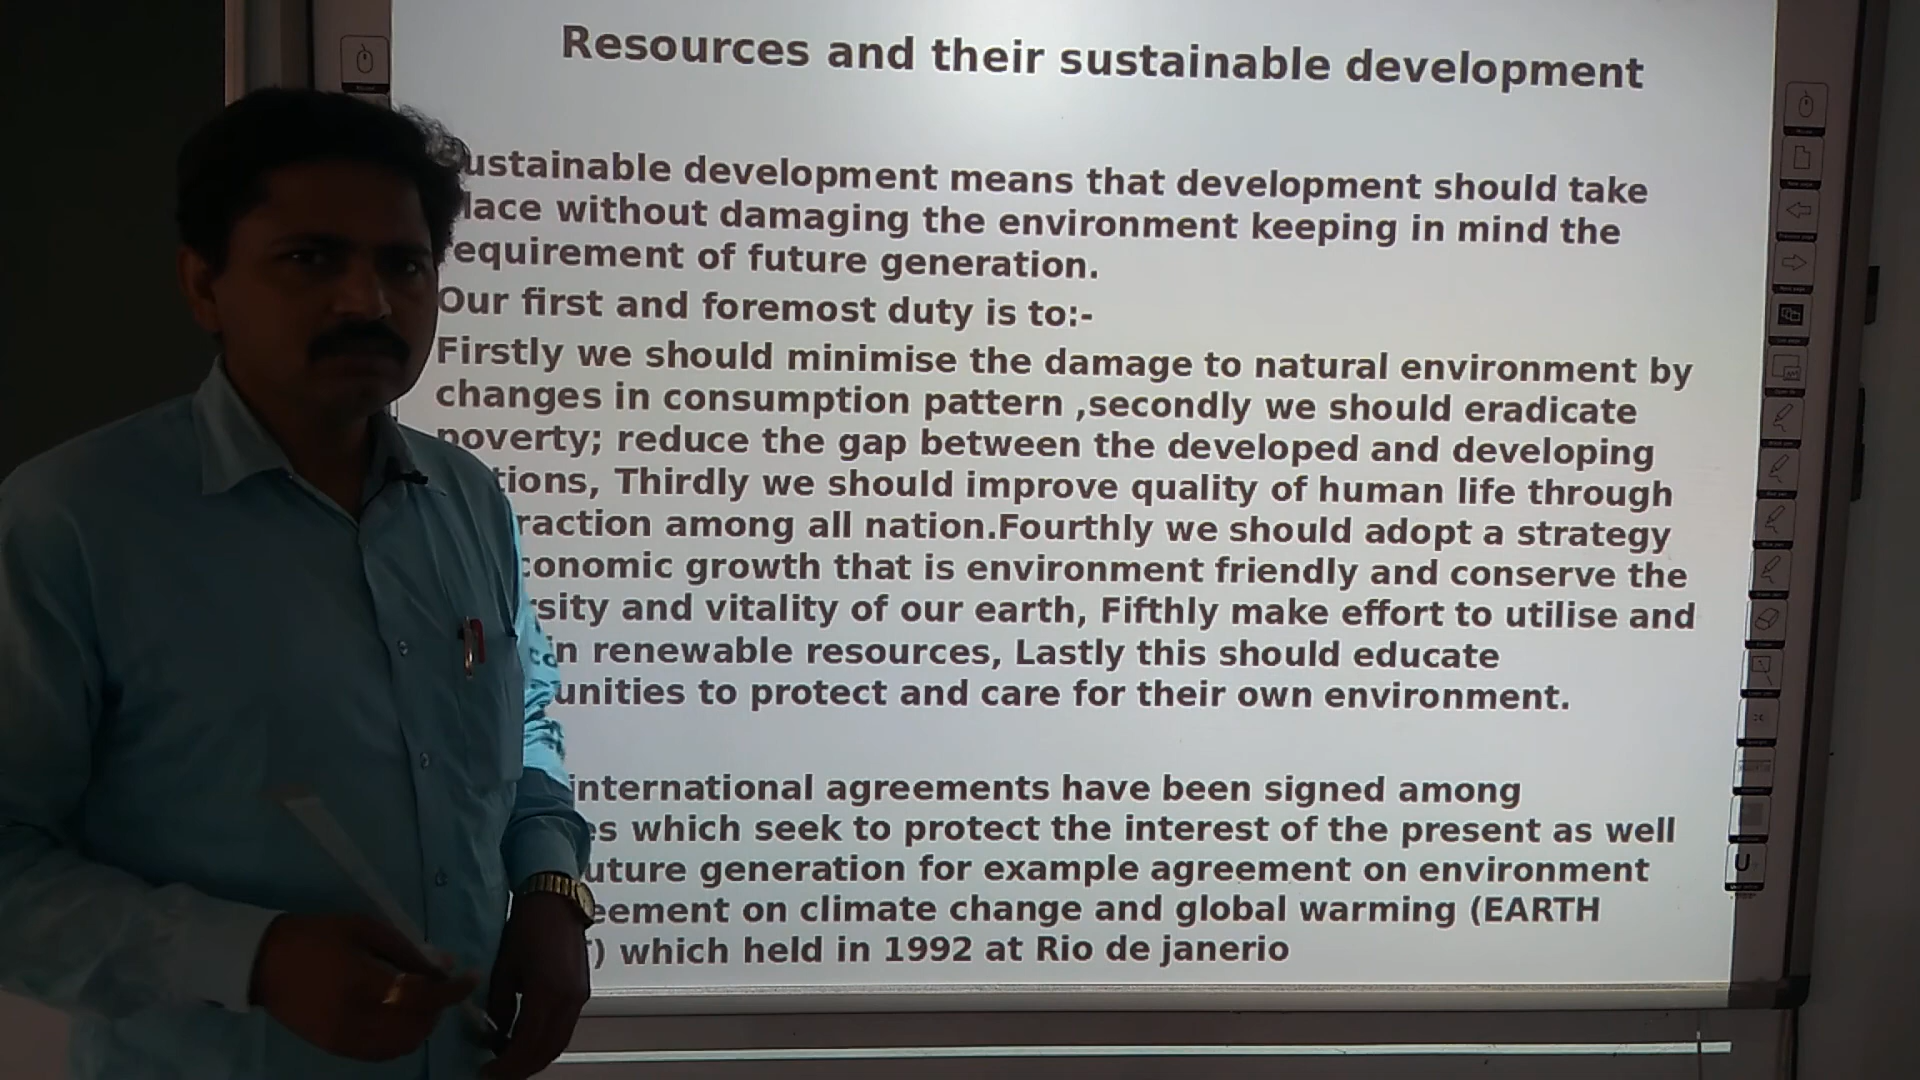 Resources and their sustainable development
ustainable development means that development should take
lace without damaging the environment keeping in mind the
equirement of future generation.
Our first and foremost duty is to:-
Firstly we should minimise the damage to natural environment by
changes in consumption pattern ,secondly we should eradicate
poverty; reduce the gap between the developed and developing
tions, Thirdly we should improve quality of human life through
raction among all nation.Fourthly we should adopt a strategy
conomic growth that is environment friendly and conserve the
rsity and vitality of our earth, Fifthly make effort to utilise and
n renewable resources, Lastly this should educate
unities to protect and care for their own environment.
international agreements have been signed among
es which seek to protect the interest of the present as well
uture generation for example agreement on environment
eement on climate change and global warming (EARTH
) which held in 1992 at Rio de janerio